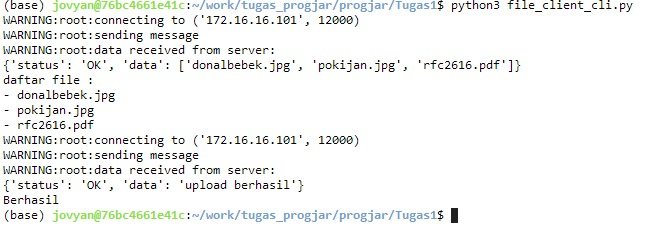 (base) jovyan@76bc4661e41c:~/work/tugas_progjar/progjar/Tugas1$ python3 file_client_cli.py
WARNING:root:connecting to ('172.16.16.101', 12000)
WARNING:root:sending message
WARNING:root:data received from server:
{'status': 'OK', 'data': ['donalbebek.jpg', 'pokijan.jpg', 'rfc2616.pdf']}
daftar file :
- donalbebek.jpg
- pokijan.jpg
- rfc2616.pdf
WARNING:root:connecting to ('172.16.16.101', 12000)
WARNING:root:sending message
WARNING:root:data received from server:
{'status': 'OK', 'data': 'upload berhasil'}
Berhasil
(base) jovyan@76bc4661e41c:~/work/tugas_progjar/progjar/Tugas1$